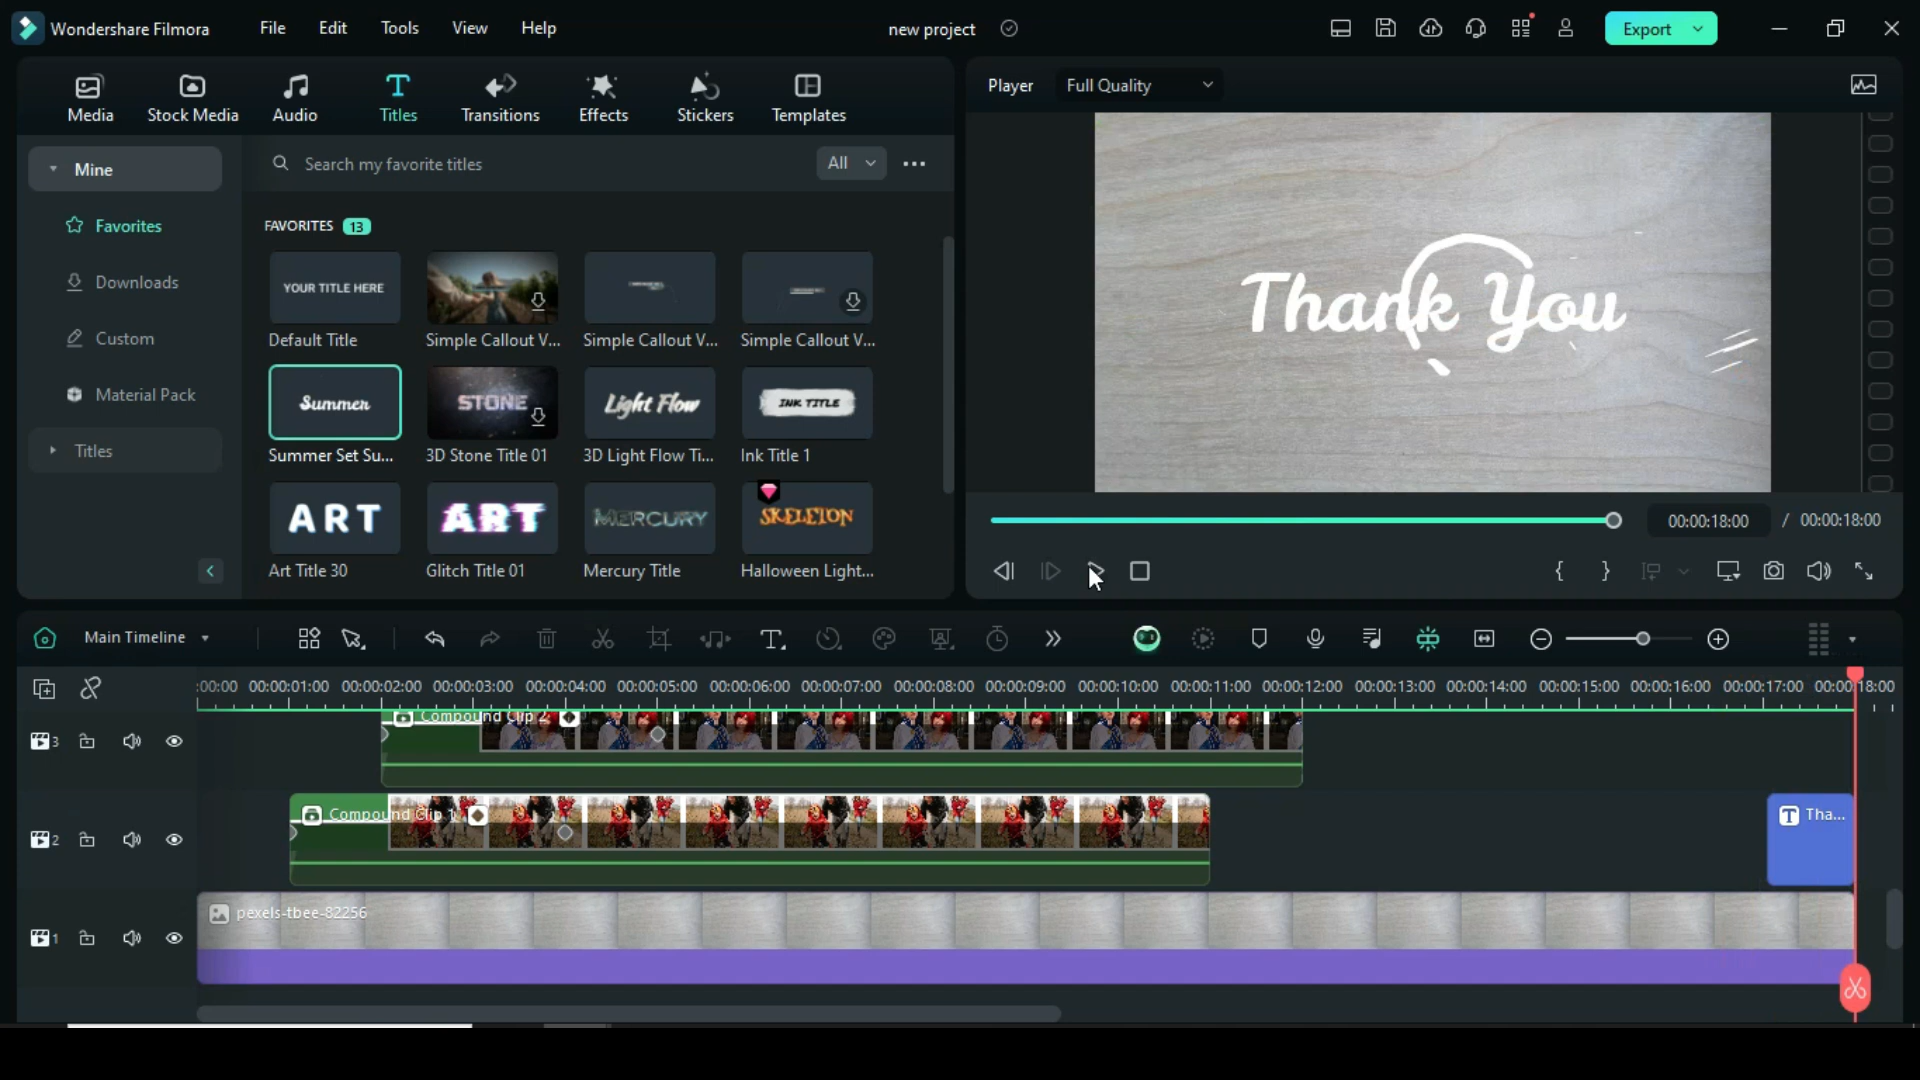 Wondershare Filmora File Edit Tools View Help new project Export
Media Stock Media Audio Titles Transitions Effects Stickers Templates
Player Full Quality
Mine
Search my favorite titles All
Favorites
Downloads
Custom
Material Pack
Titles
FAVORITES 13
YOUR TITLE HERE
Default Title Simple Callout V... Simple Callout V... Simple Callout V...
Summer STONE Light Flow INK TITLE
Summer Set Su... 3D Stone Title 01 3D Light Flow Ti... Ink Title 1
ART ART MERCURY SKELETON
Art Title 30 Glitch Title 01 Mercury Title Halloween Light...
Thank You
00:00:18:00 / 00:00:18:00
Main Timeline
:00:00 00:00:01:00 00:00:02:00 00:00:03:00 00:00:04:00 00:00:05:00 00:00:06:00 00:00:07:00 00:00:08:00 00:00:09:00 00:00:10:00 00:00:11:00 00:00:12:00 00:00:13:00 00:00:14:00 00:00:15:00 00:00:16:00 00:00:17:00 00:00:18:00
3 Compound Clip 2
2 Compound Clip 1 Tha...
1 pexels-tbee-82256